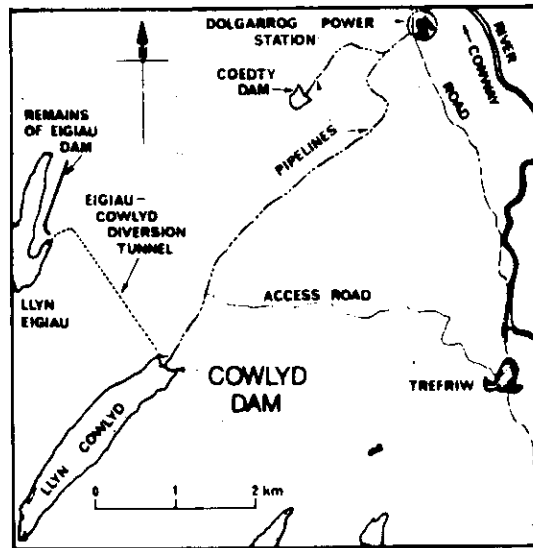 DOLGARROG POWER
STATION
RIVER
CONWAY
COEDTY
DAM
ROAD
REMAINS
OF EIGIAU
DAM
PIPELINES
EIGIAU–
COWLYD
DIVERSION
TUNNEL
LLYN
EIGIAU
ACCESS ROAD
COWLYD
DAM
TREFRIW
LLYN COWLYD
0 1 2 km